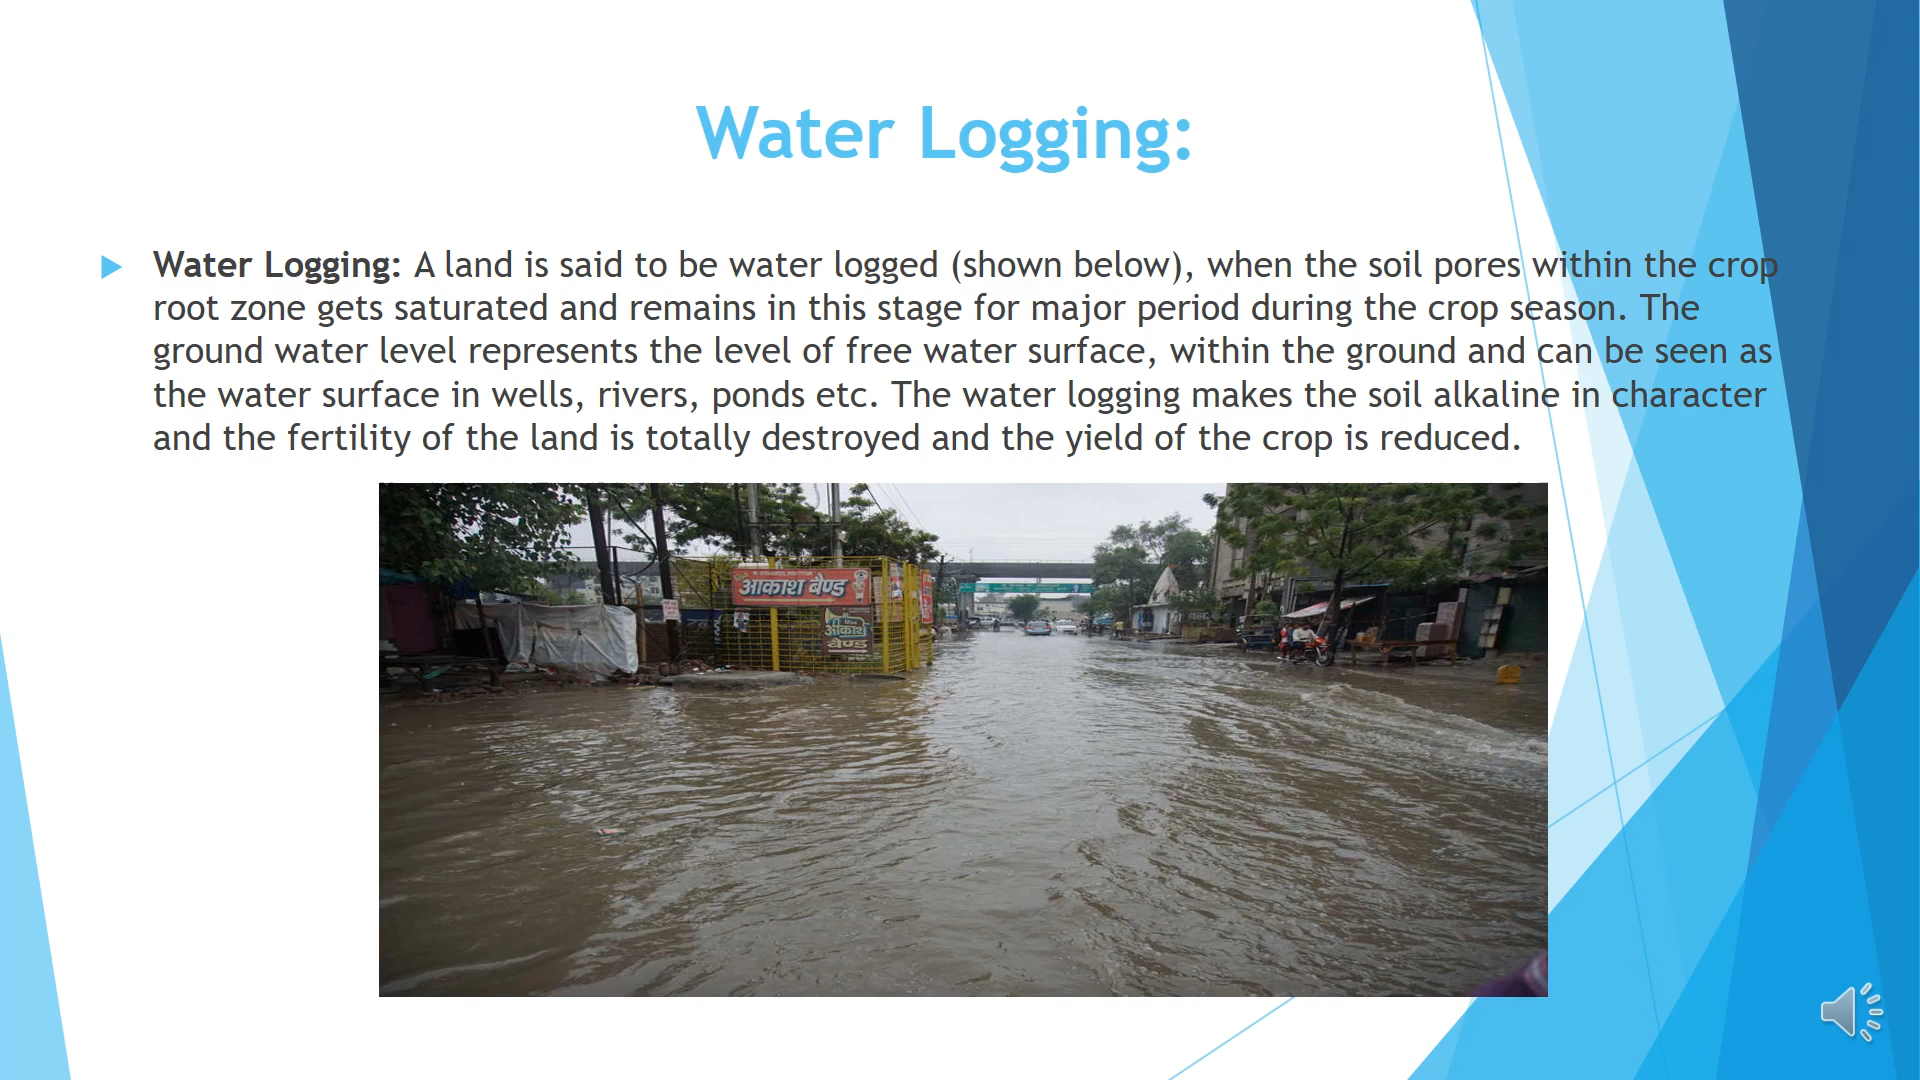 Water Logging:
Water Logging: A land is said to be water logged (shown below), when the soil pores within the crop
root zone gets saturated and remains in this stage for major period during the crop season. The
ground water level represents the level of free water surface, within the ground and can be seen as
the water surface in wells, rivers, ponds etc. The water logging makes the soil alkaline in character
and the fertility of the land is totally destroyed and the yield of the crop is reduced.
आकाश बैण्ड
आकाश
बैण्ड